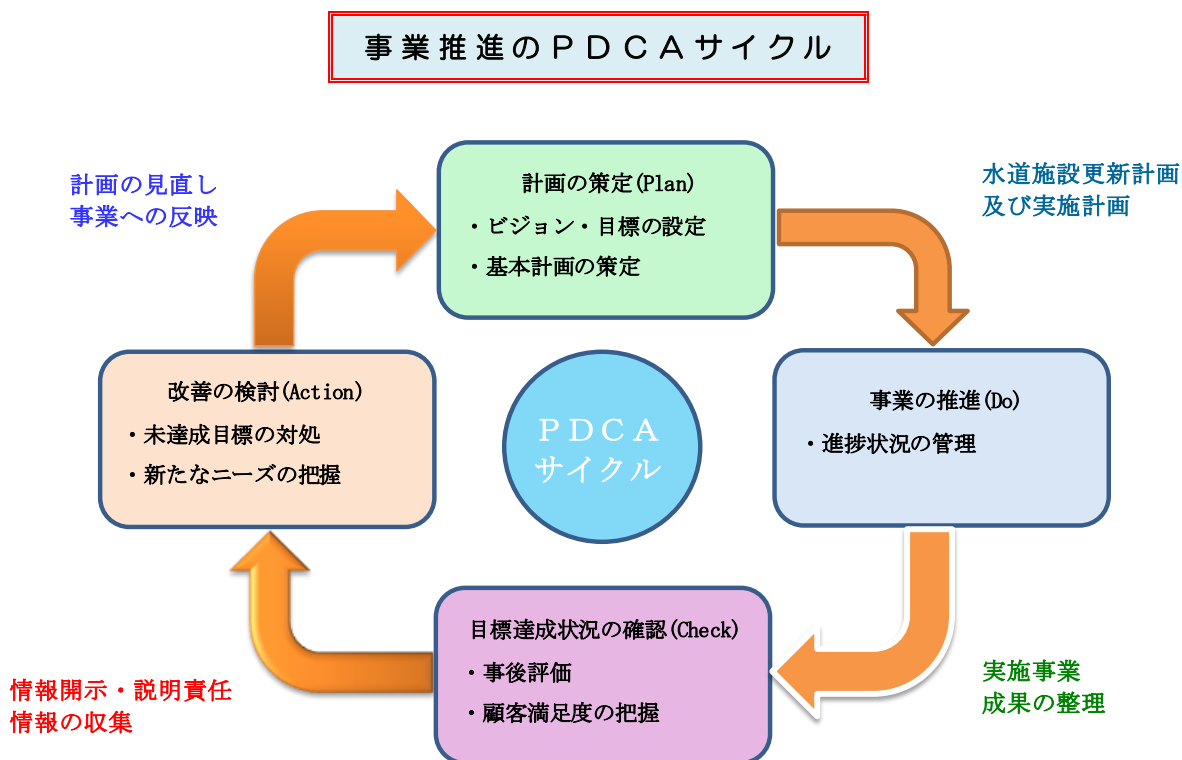 事業推進のＰＤＣＡサイクル
計画の見直し
事業への反映
計画の策定(Plan)
・ビジョン・目標の設定
・基本計画の策定
水道施設更新計画
及び実施計画
改善の検討(Action)
・未達成目標の対処
・新たなニーズの把握
ＰＤＣＡ
サイクル
事業の推進(Do)
・進捗状況の管理
目標達成状況の確認(Check)
・事後評価
・顧客満足度の把握
情報開示・説明責任
情報の収集
実施事業
成果の整理